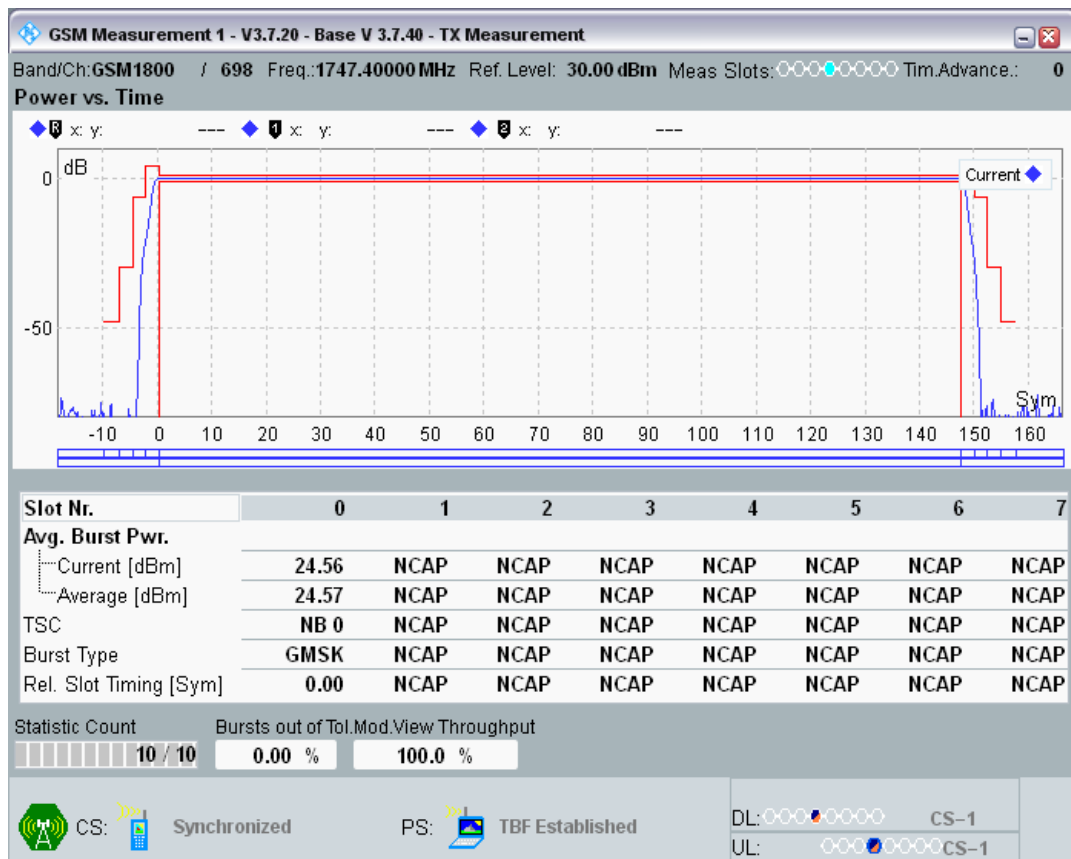 GSM Measurement 1 - V3.7.20 - Base V 3.7.40 - TX Measurement
Band/Ch:GSM1800 / 698 Freq.:1747.40000 MHz Ref. Level: 30.00 dBm Meas Slots: Tim.Advance.: 0
Power vs. Time
R x: y: --- 1 x: y: --- 2 x: y: ---
dB
Current
0
-50
Sym
-10 0 10 20 30 40 50 60 70 80 90 100 110 120 130 140 150 160
Slot Nr. 0 1 2 3 4 5 6 7
Avg. Burst Pwr.
Current [dBm] 24.56 NCAP NCAP NCAP NCAP NCAP NCAP NCAP
Average [dBm] 24.57 NCAP NCAP NCAP NCAP NCAP NCAP NCAP
TSC NB 0 NCAP NCAP NCAP NCAP NCAP NCAP NCAP
Burst Type GMSK NCAP NCAP NCAP NCAP NCAP NCAP NCAP
Rel. Slot Timing [Sym] 0.00 NCAP NCAP NCAP NCAP NCAP NCAP NCAP
Statistic Count Bursts out of Tol.Mod.View Throughput
10 / 10 0.00 % 100.0 %
CS: Synchronized PS: TBF Established DL: CS-1
UL: CS-1